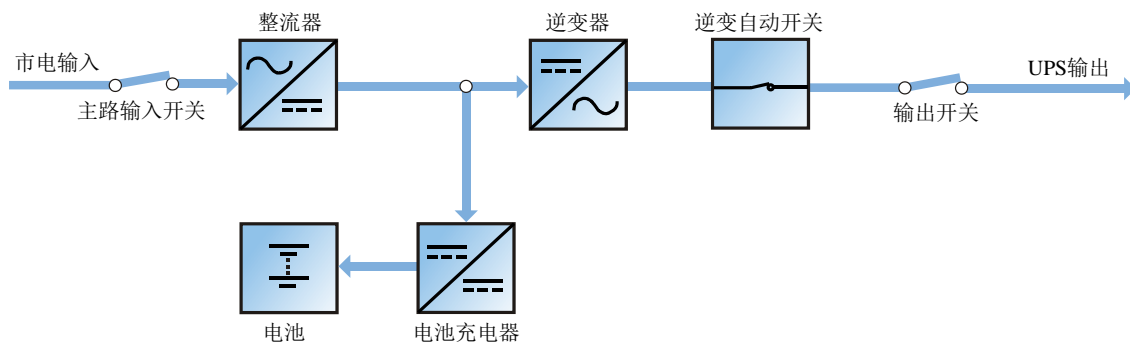 整流器
逆变器
逆变自动开关
市电输入
UPS输出
主路输入开关
输出开关
电池
电池充电器